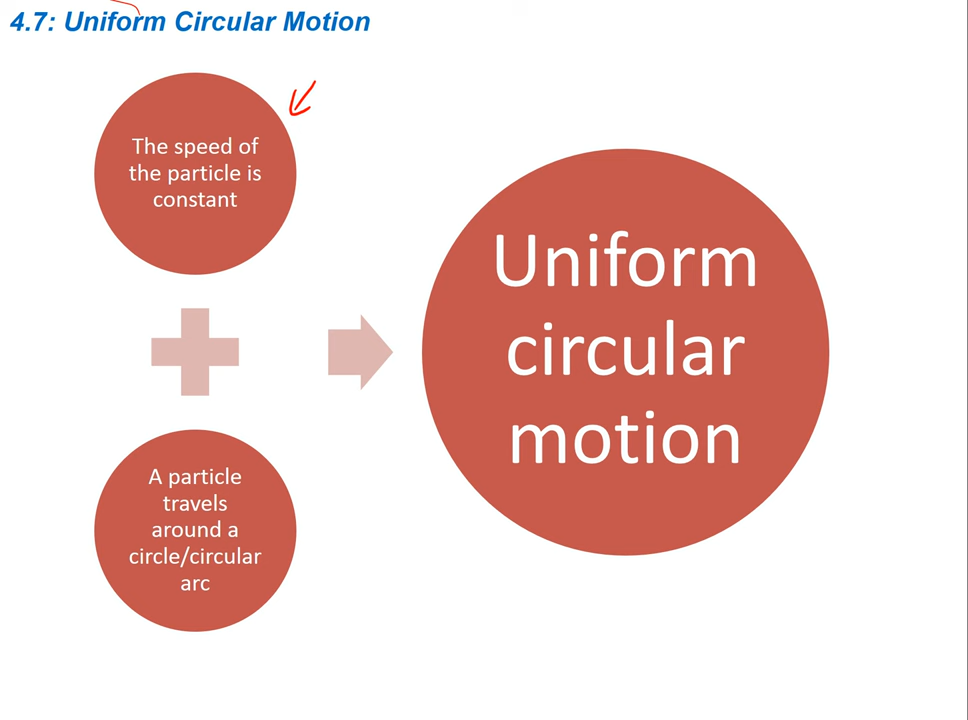 4.7: Uniform Circular Motion
The speed of
the particle is
constant
A particle
travels
around a
circle/circular
arc
Uniform
circular
motion